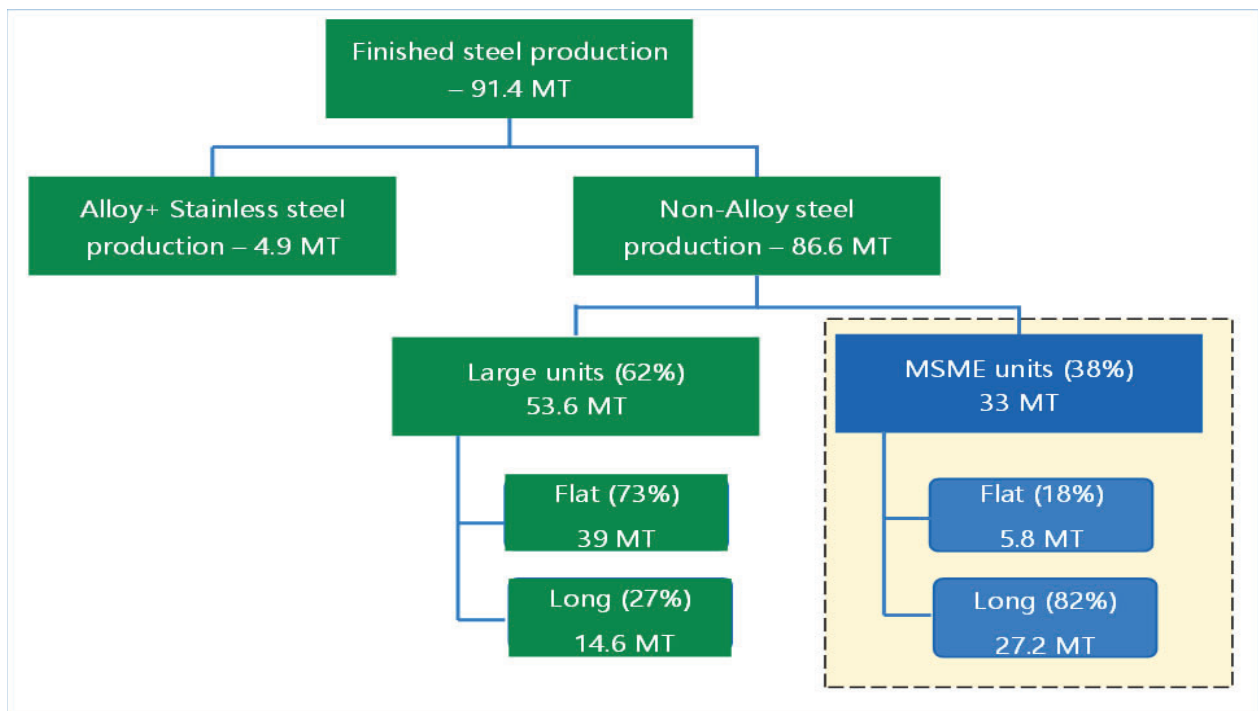 Finished steel production
– 91.4 MT
Alloy+ Stainless steel
production – 4.9 MT
Non-Alloy steel
production – 86.6 MT
Large units (62%)
53.6 MT
MSME units (38%)
33 MT
Flat (73%)
39 MT
Flat (18%)
5.8 MT
Long (27%)
14.6 MT
Long (82%)
27.2 MT